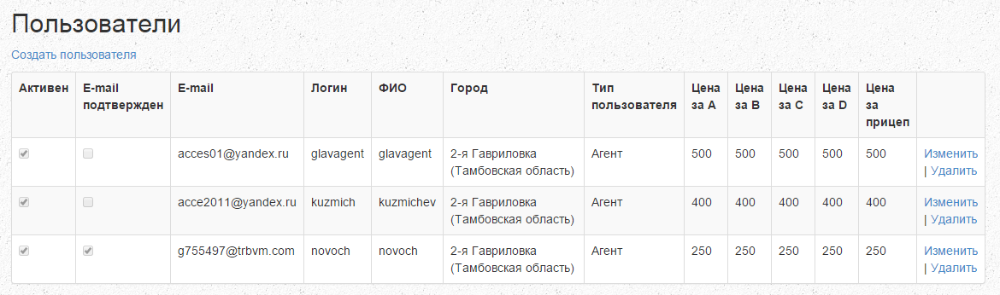 Пользователи
Создать пользователя
Активен E-mail подтвержден E-mail Логин ФИО Город Тип пользователя Цена за A Цена за B Цена за C Цена за D Цена за прицеп
acces01@yandex.ru glavagent glavagent 2-я Гавриловка (Тамбовская область) Агент 500 500 500 500 500 Изменить | Удалить
acce2011@yandex.ru kuzmich kuzmichev 2-я Гавриловка (Тамбовская область) Агент 400 400 400 400 400 Изменить | Удалить
g755497@trbvm.com novoch novoch 2-я Гавриловка (Тамбовская область) Агент 250 250 250 250 250 Изменить | Удалить